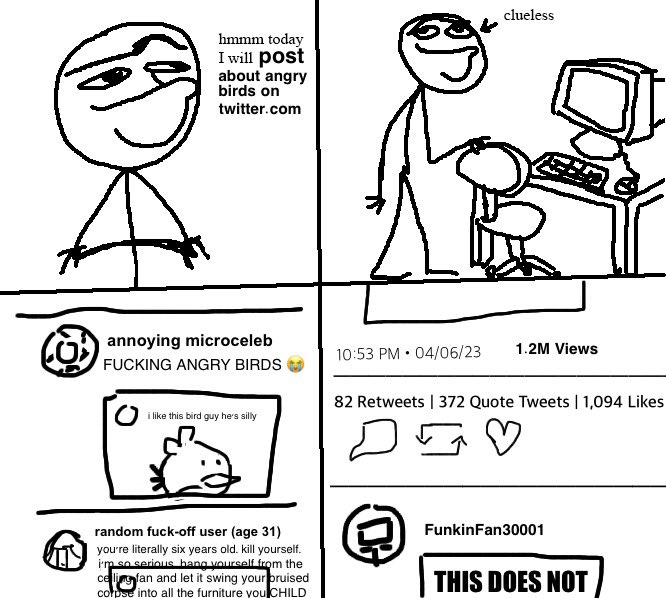 hmmm today
I will post
about angry
birds on
twitter.com
clueless
annoying microceleb
FUCKING ANGRY BIRDS 😭
i like this bird guy he's silly
random fuck-off user (age 31)
you're literally six years old. kill yourself.
i'm so serious. hang yourself from the
ceiling fan and let it swing your bruised
corpse into all the furniture you CHILD
10:53 PM • 04/06/23
1.2M Views
82 Retweets | 372 Quote Tweets | 1,094 Likes
FunkinFan30001
THIS DOES NOT